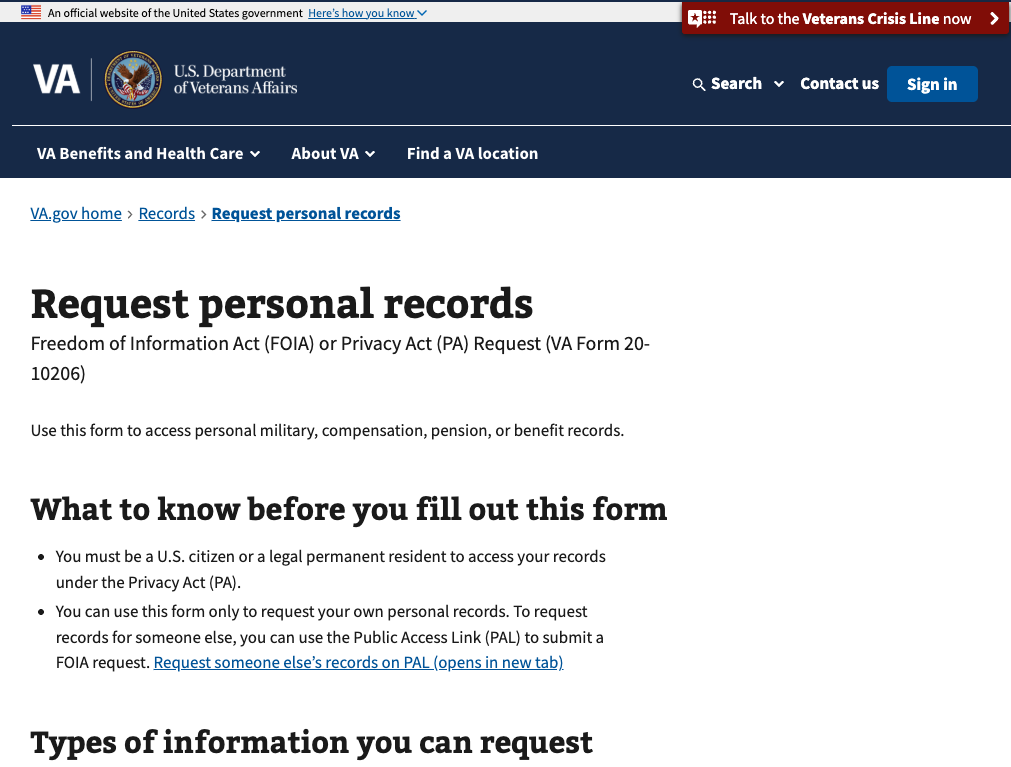 An official website of the United States government Here's how you know
Talk to the Veterans Crisis Line now
VA
U.S. Department
of Veterans Affairs
Search
Contact us
Sign in
VA Benefits and Health Care
About VA
Find a VA location
VA.gov home › Records › Request personal records
Request personal records
Freedom of Information Act (FOIA) or Privacy Act (PA) Request (VA Form 20-
10206)
Use this form to access personal military, compensation, pension, or benefit records.
What to know before you fill out this form
• You must be a U.S. citizen or a legal permanent resident to access your records
under the Privacy Act (PA).
• You can use this form only to request your own personal records. To request
records for someone else, you can use the Public Access Link (PAL) to submit a
FOIA request. Request someone else’s records on PAL (opens in new tab)
Types of information you can request